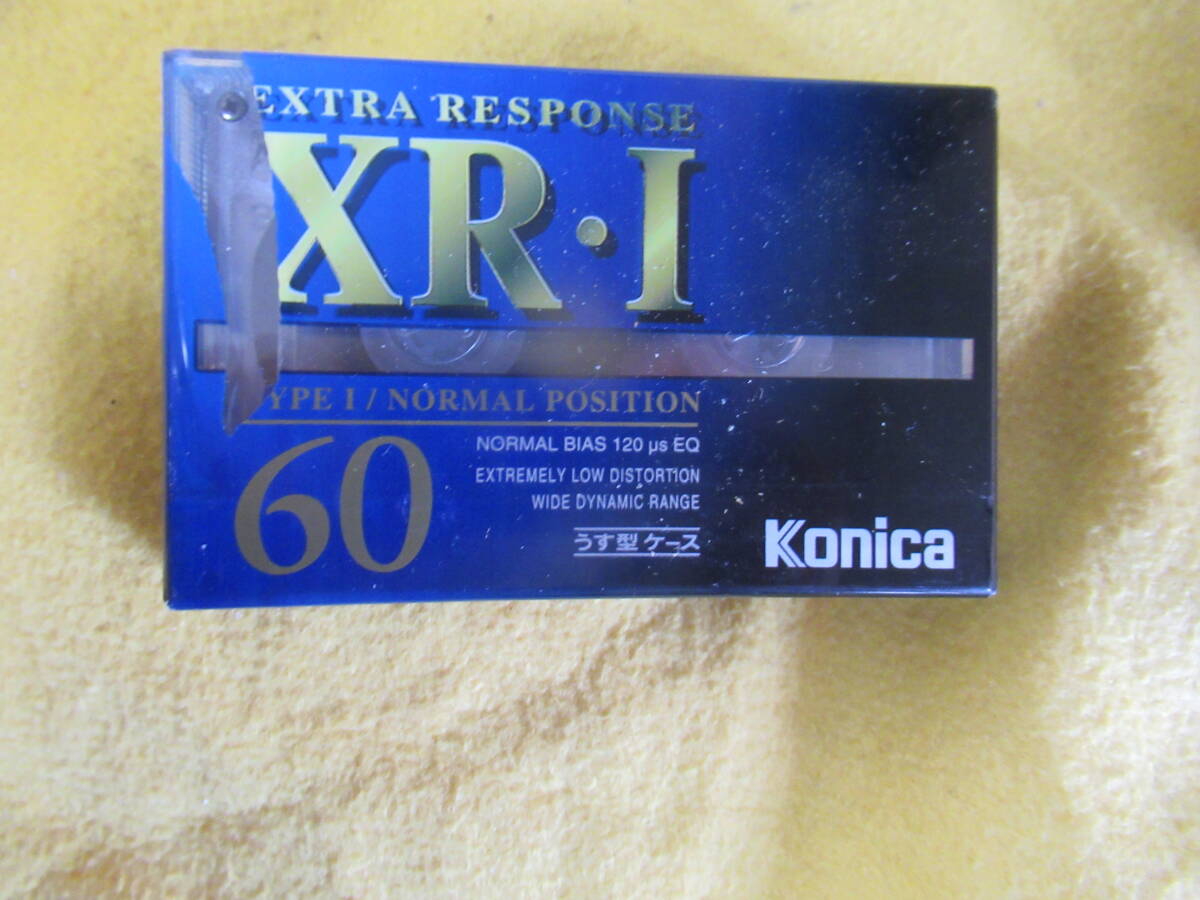 EXTRA RESPONSE
XR·I
TYPE I / NORMAL POSITION
60
NORMAL BIAS 120 µs EQ
EXTREMELY LOW DISTORTION
WIDE DYNAMIC RANGE
うす型ケース
Konica